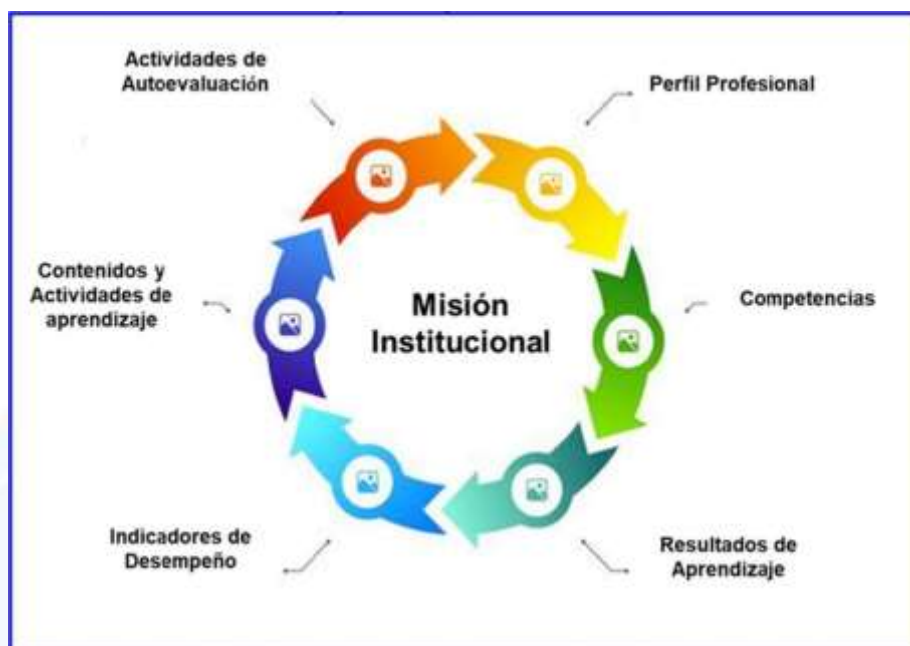 Actividades de
Autoevaluación
Perfil Profesional
Contenidos y
Actividades de
aprendizaje
Misión
Institucional
Competencias
Indicadores de
Desempeño
Resultados de
Aprendizaje